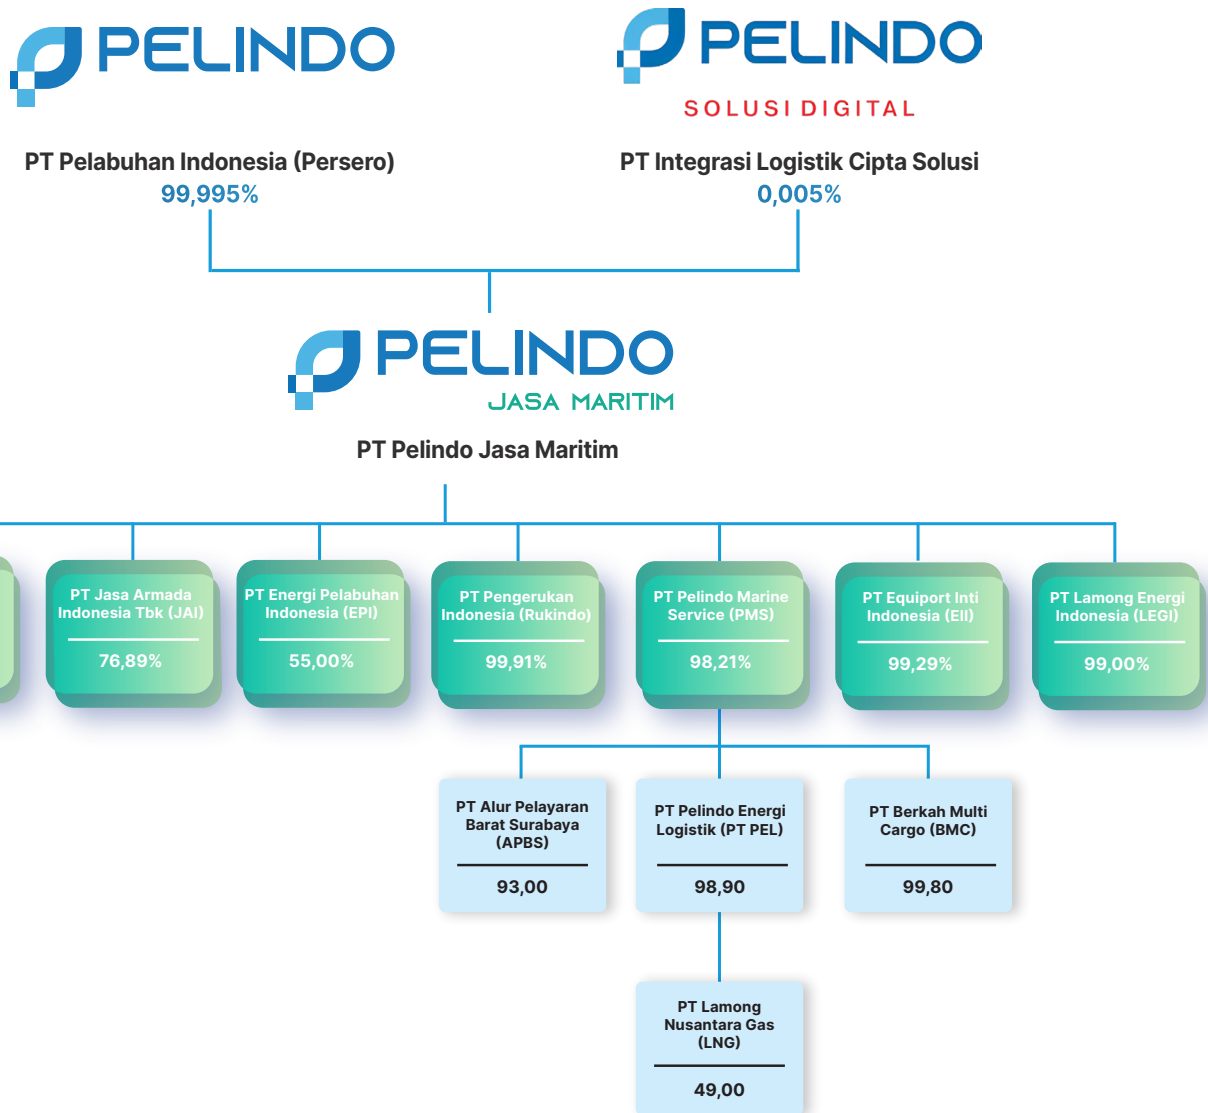 PELINDO
PELINDO
SOLUSI DIGITAL
PT Pelabuhan Indonesia (Persero)
99,995%
PT Integrasi Logistik Cipta Solusi
0,005%
PELINDO
JASA MARITIM
PT Pelindo Jasa Maritim
PT Jasa Armada
Indonesia Tbk (JAI)
76,89%
PT Energi Pelabuhan
Indonesia (EPI)
55,00%
PT Pengerukan
Indonesia (Rukindo)
99,91%
PT Pelindo Marine
Service (PMS)
98,21%
PT Equiport Inti
Indonesia (EII)
99,29%
PT Lamong Energi
Indonesia (LEGI)
99,00%
PT Alur Pelayaran
Barat Surabaya
(APBS)
93,00
PT Pelindo Energi
Logistik (PT PEL)
98,90
PT Berkah Multi
Cargo (BMC)
99,80
PT Lamong
Nusantara Gas
(LNG)
49,00